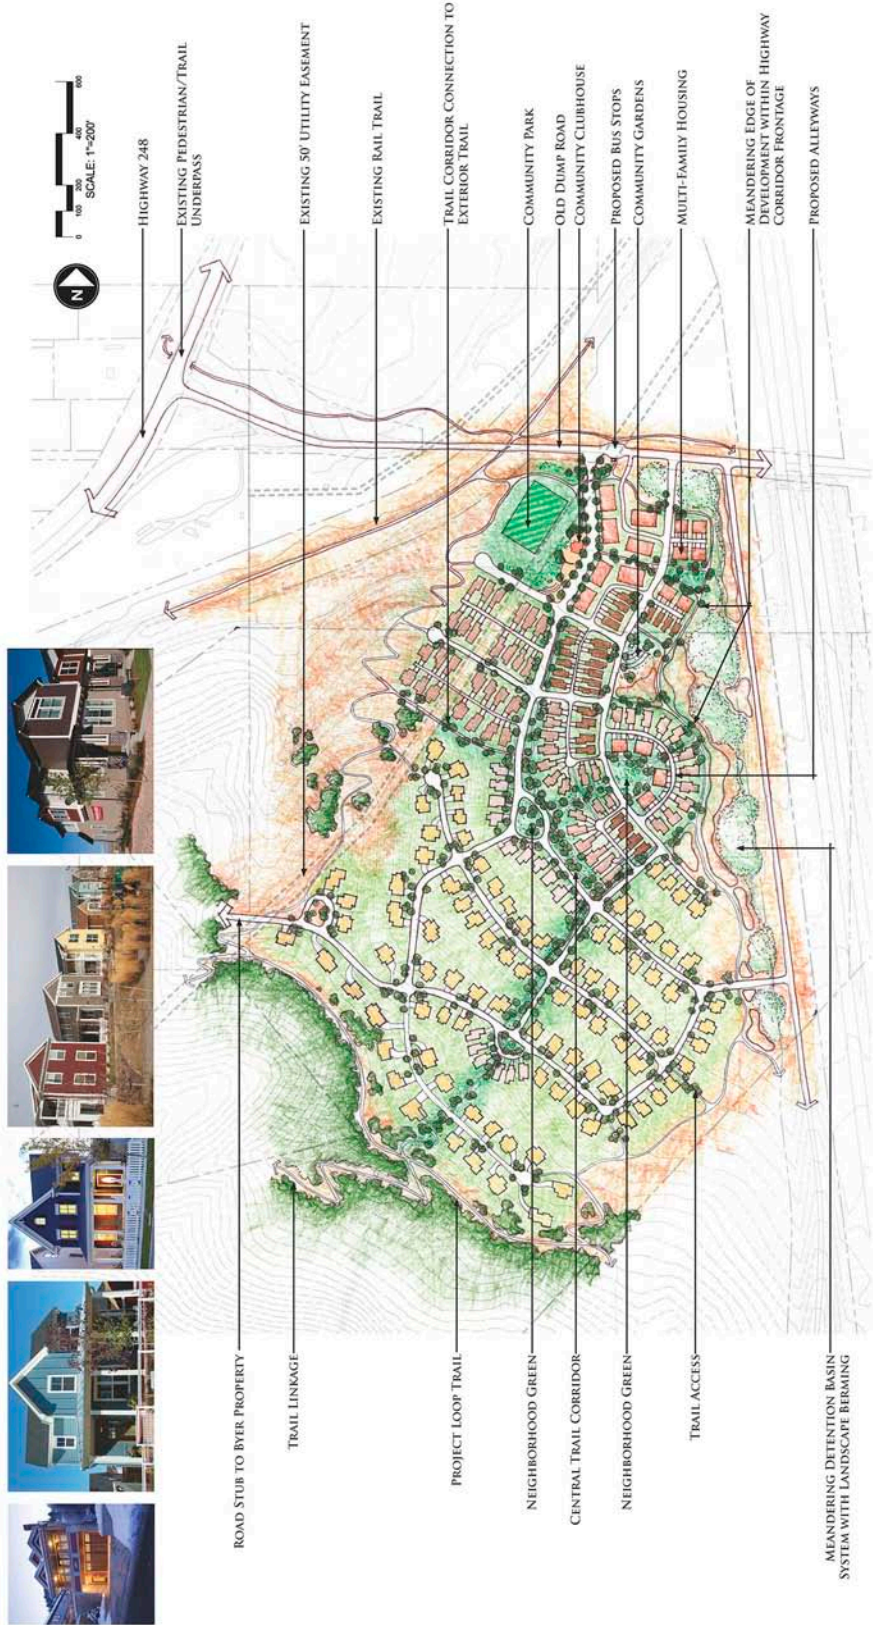 0 100 200 400 600
SCALE: 1"=200'
N
HIGHWAY 248
EXISTING PEDESTRIAN/TRAIL
UNDERPASS
EXISTING 50' UTILITY EASEMENT
EXISTING RAIL TRAIL
TRAIL CORRIDOR CONNECTION TO
EXTERIOR TRAIL
COMMUNITY PARK
OLD DUMP ROAD
COMMUNITY CLUBHOUSE
PROPOSED BUS STOPS
COMMUNITY GARDENS
MULTI-FAMILY HOUSING
MEANDERING EDGE OF
DEVELOPMENT WITHIN HIGHWAY
CORRIDOR FRONTAGE
PROPOSED ALLEYWAYS
ROAD STUB TO BYER PROPERTY
TRAIL LINKAGE
PROJECT LOOP TRAIL
NEIGHBORHOOD GREEN
CENTRAL TRAIL CORRIDOR
NEIGHBORHOOD GREEN
TRAIL ACCESS
MEANDERING DETENTION BASIN
SYSTEM WITH LANDSCAPE BERMING